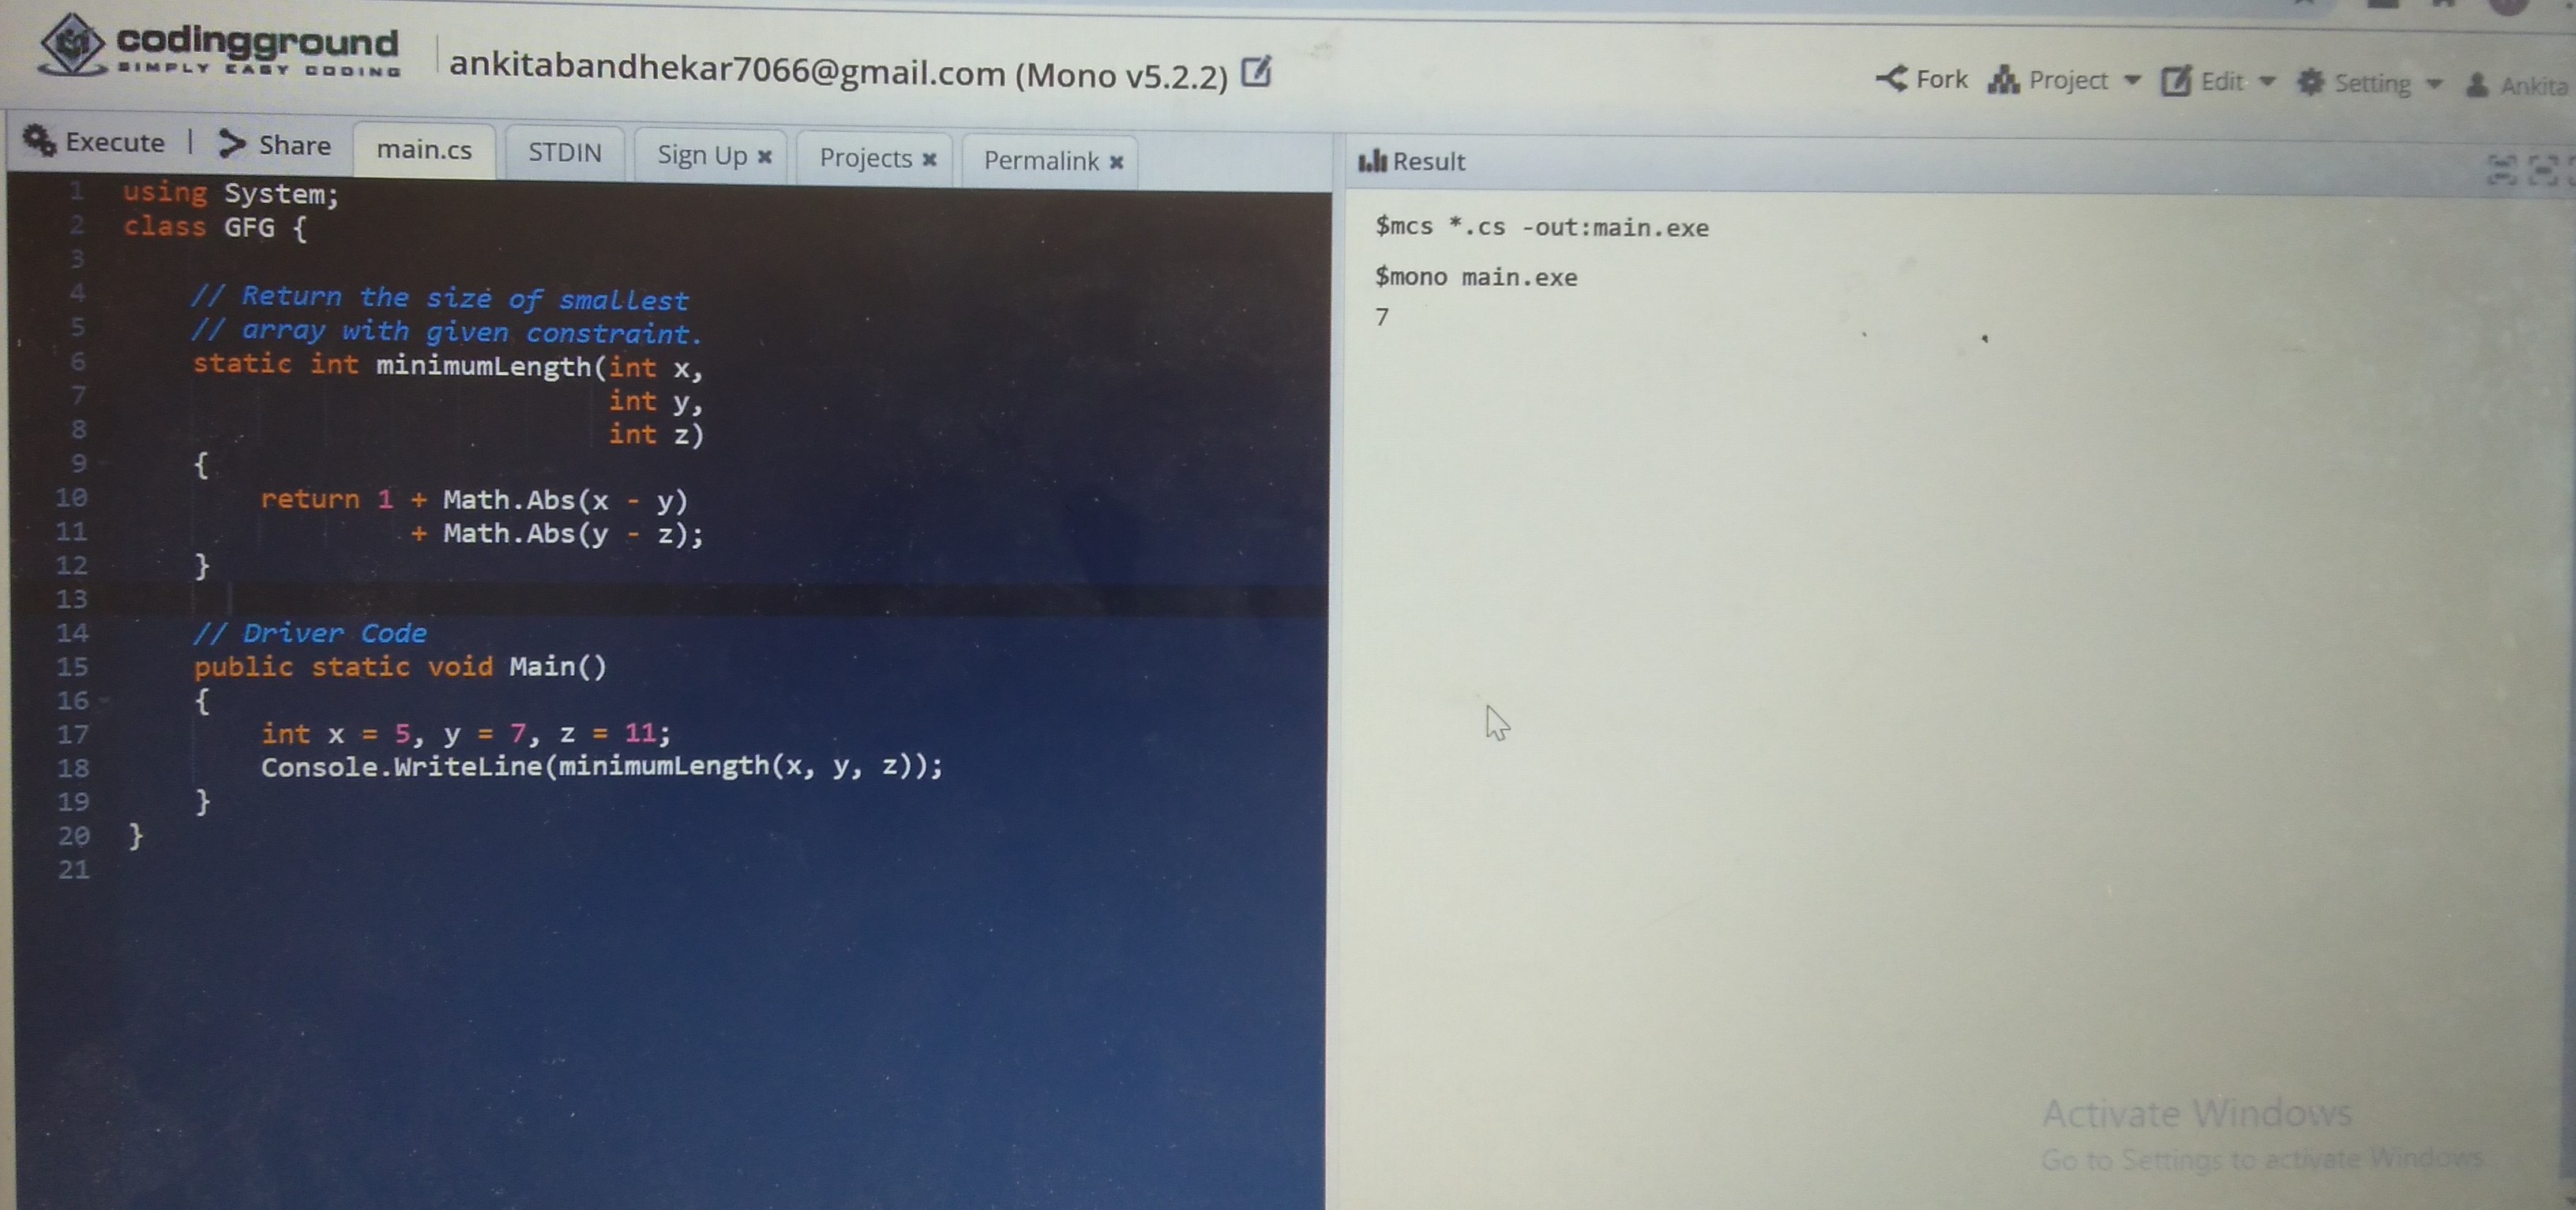 codingground
SIMPLY EASY CODING
ankitabandhekar7066@gmail.com (Mono v5.2.2)
Fork Project Edit Setting Ankita
Execute | Share main.cs STDIN Sign Up × Projects × Permalink ×
Result
1 using System;
2 class GFG {
3
4 // Return the size of smallest
5 // array with given constraint.
6 static int minimumLength(int x,
7 int y,
8 int z)
9 {
10 return 1 + Math.Abs(x - y)
11 + Math.Abs(y - z);
12 }
13
14 // Driver Code
15 public static void Main()
16 {
17 int x = 5, y = 7, z = 11;
18 Console.WriteLine(minimumLength(x, y, z));
19 }
20 }
21
$mcs *.cs -out:main.exe
$mono main.exe
7
Activate Windows
Go to Settings to activate Windows